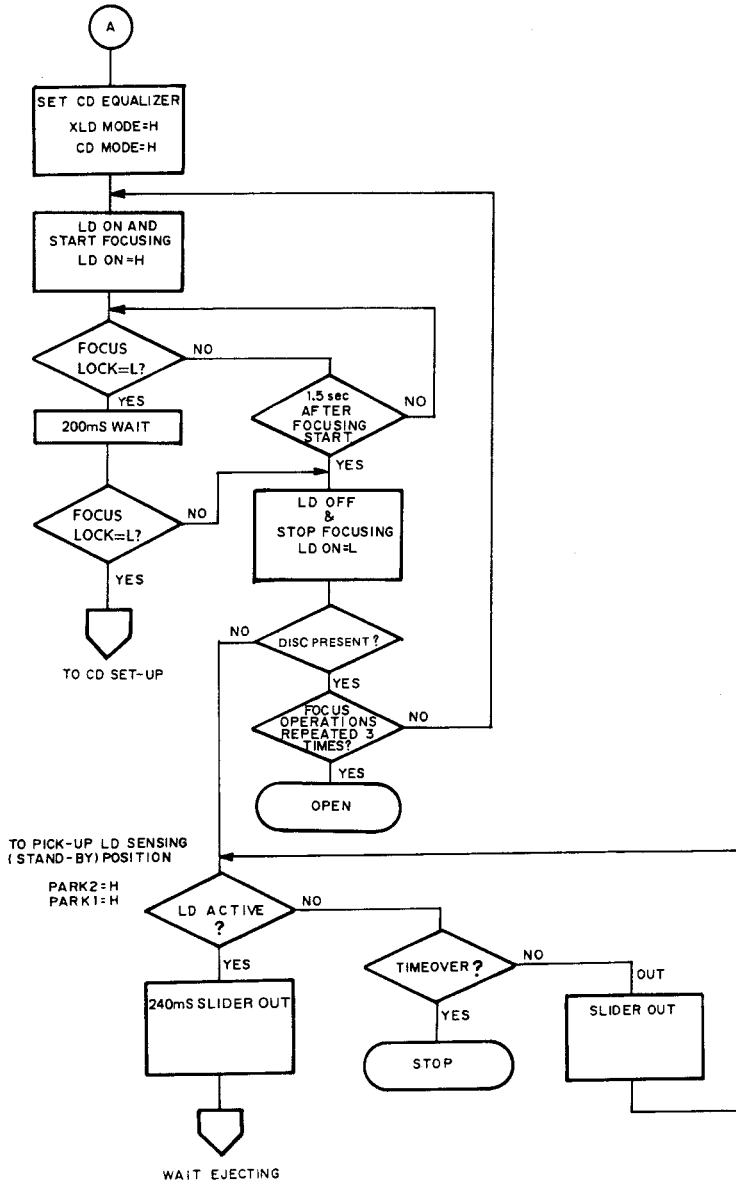 A
SET CD EQUALIZER
XLD MODE=H
CD MODE=H
LD ON AND
START FOCUSING
LD ON=H
FOCUS
LOCK=L?
NO
YES
1.5 sec
AFTER
FOCUSING
START
NO
YES
200mS WAIT
FOCUS
LOCK=L?
NO
YES
TO CD SET-UP
LD OFF
&
STOP FOCUSING
LD ON=L
DISC PRESENT?
NO
YES
FOCUS
OPERATIONS
REPEATED 3
TIMES?
NO
YES
OPEN
TO PICK-UP LD SENSING
(STAND-BY) POSITION
PARK2=H
PARK1=H
LD ACTIVE
?
NO
YES
TIMEOVER?
NO
YES
OUT
240mS SLIDER OUT
STOP
SLIDER OUT
WAIT EJECTING